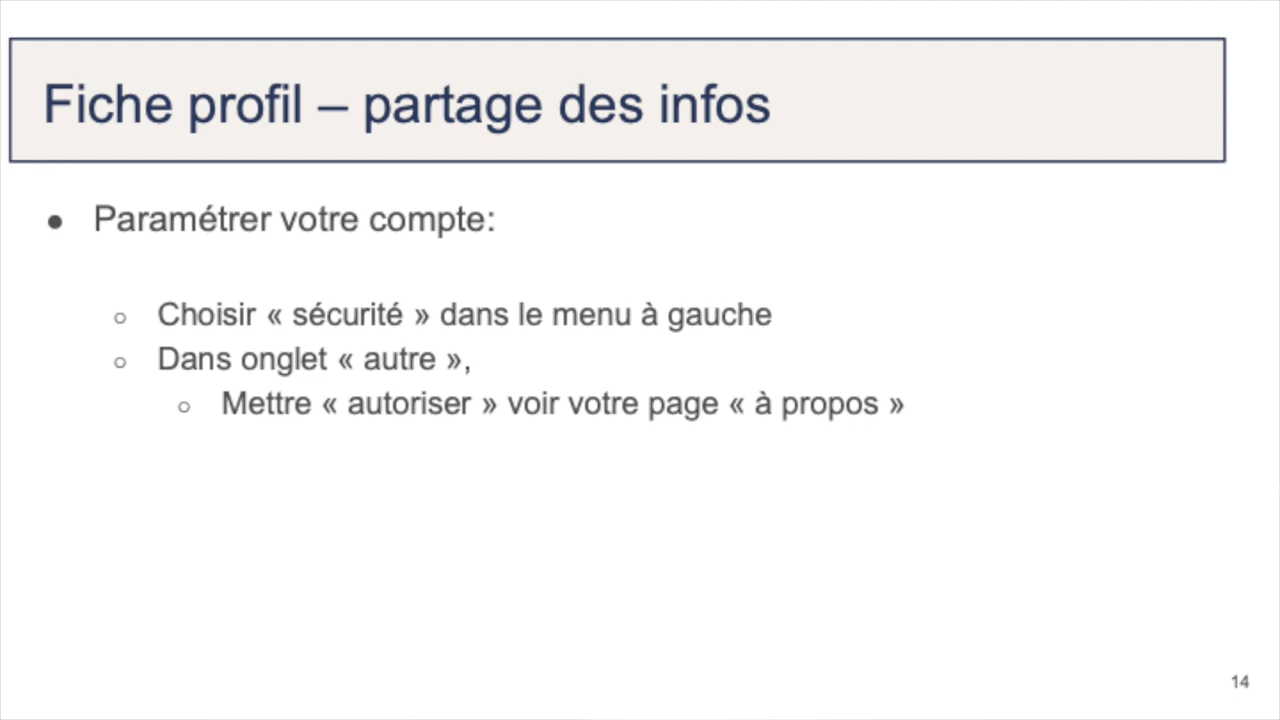 Fiche profil – partage des infos
● Paramétrer votre compte:
○ Choisir « sécurité » dans le menu à gauche
○ Dans onglet « autre »,
○ Mettre « autoriser » voir votre page « à propos »
14